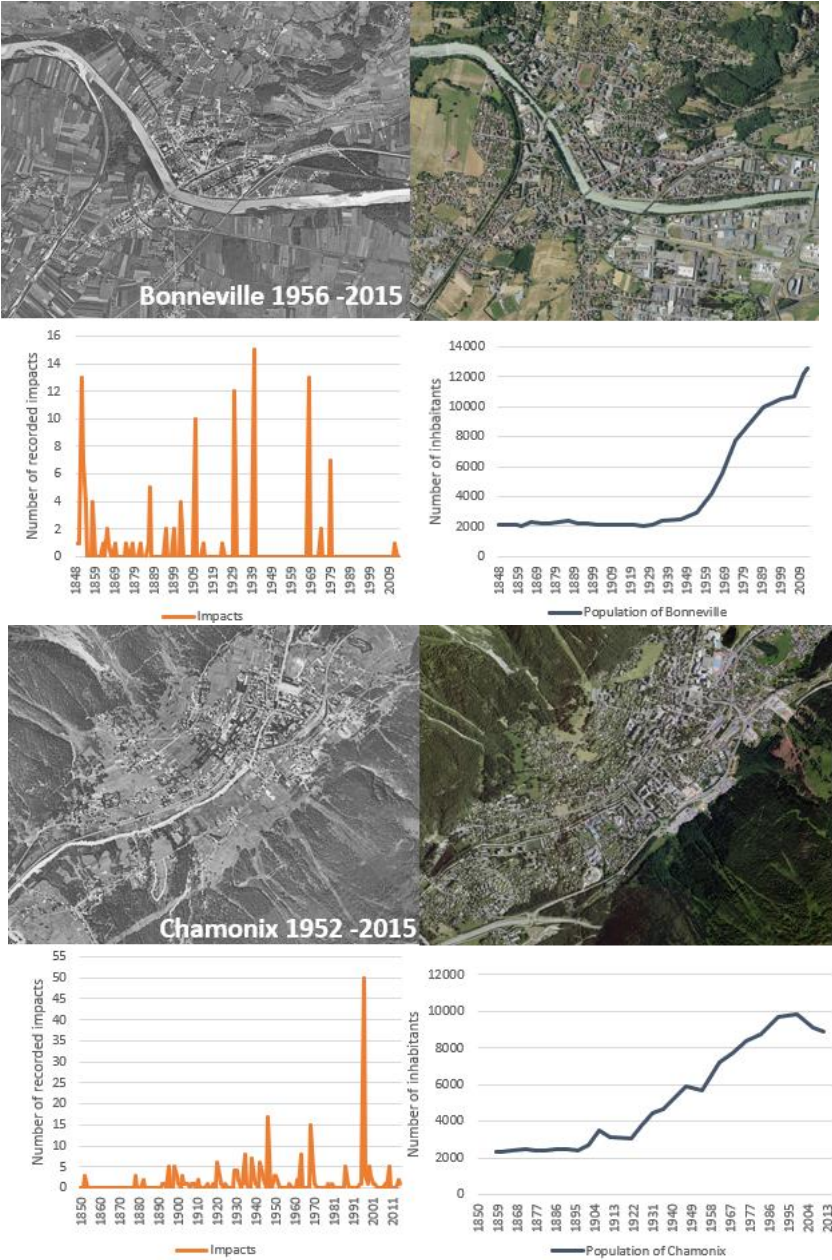 Bonneville 1956 -2015
Number of recorded impacts
16
14
12
10
8
6
4
2
0
1848 1859 1869 1879 1889 1899 1909 1919 1929 1939 1949 1959 1969 1979 1989 1999 2009
Impacts
Number of inhbaitants
14000
12000
10000
8000
6000
4000
2000
0
1848 1859 1869 1879 1889 1899 1909 1919 1929 1939 1949 1959 1969 1979 1989 1999 2009
Population of Bonneville
Chamonix 1952 -2015
Number of recorded impacts
55
50
45
40
35
30
25
20
15
10
5
0
1850 1860 1870 1880 1890 1900 1910 1920 1930 1940 1950 1960 1970 1981 1991 2001 2011
Impacts
Number of inhabitants
12000
10000
8000
6000
4000
2000
0
1850 1859 1868 1877 1886 1895 1904 1913 1922 1931 1940 1949 1958 1967 1977 1986 1995 2004 2013
Population of Chamonix